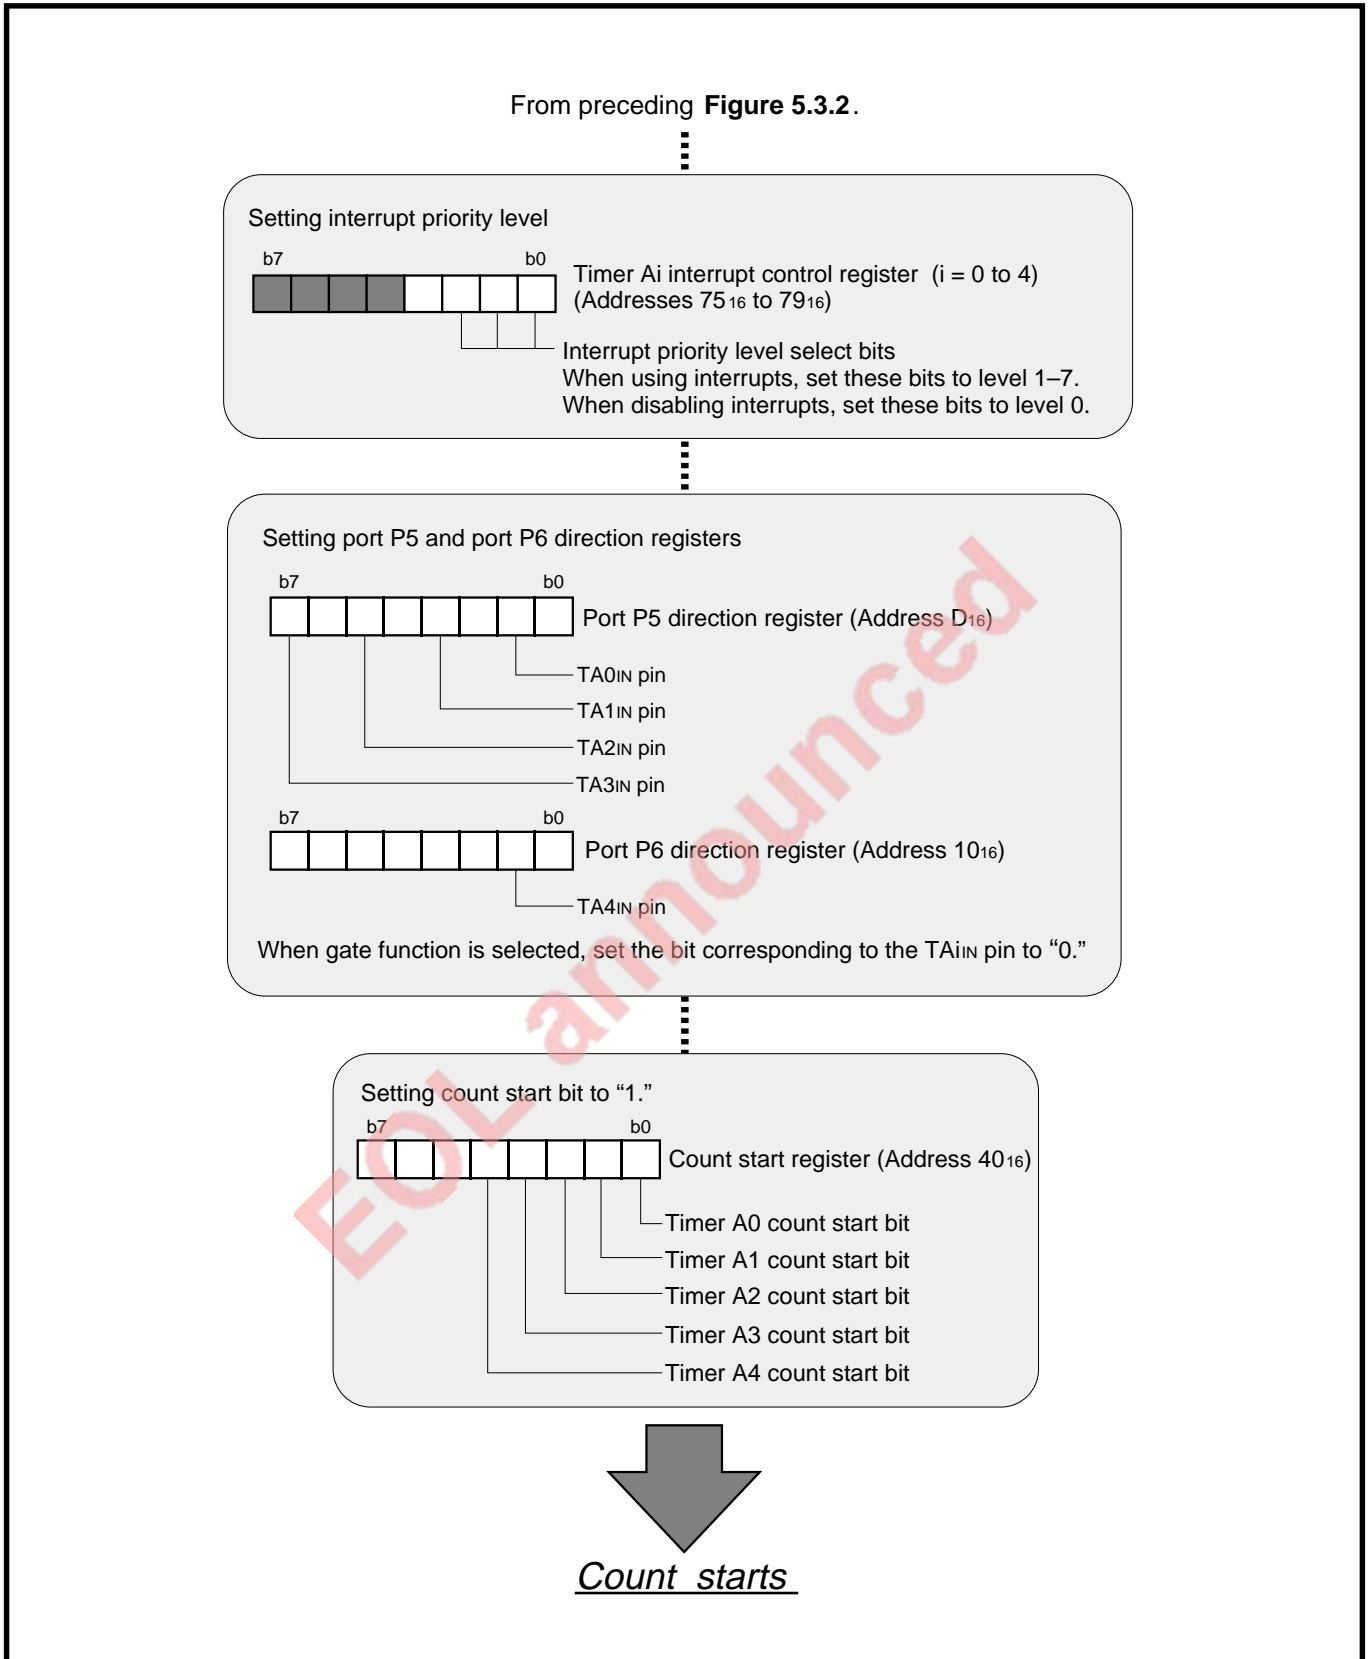 From preceding Figure 5.3.2.
Setting interrupt priority level
b7 b0
Timer Ai interrupt control register (i = 0 to 4)
(Addresses 7516 to 7916)
Interrupt priority level select bits
When using interrupts, set these bits to level 1–7.
When disabling interrupts, set these bits to level 0.
Setting port P5 and port P6 direction registers
b7 b0
Port P5 direction register (Address D16)
TA0IN pin
TA1IN pin
TA2IN pin
TA3IN pin
b7 b0
Port P6 direction register (Address 1016)
TA4IN pin
When gate function is selected, set the bit corresponding to the TAiIN pin to “0.”
Setting count start bit to “1.”
b7 b0
Count start register (Address 4016)
Timer A0 count start bit
Timer A1 count start bit
Timer A2 count start bit
Timer A3 count start bit
Timer A4 count start bit
Count starts
EOL announced